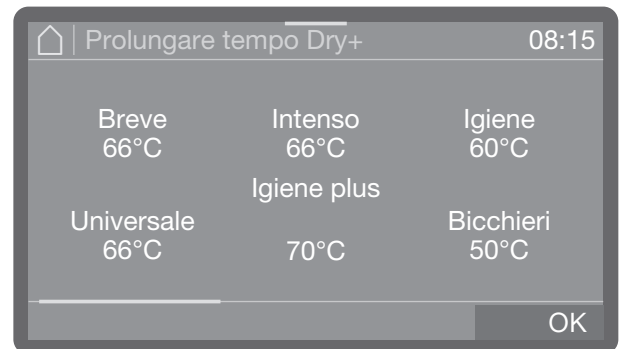 Prolungare tempo Dry+ 08:15
Breve Intenso Igiene
66°C 66°C 60°C
Igiene plus
Universale Bicchieri
66°C 70°C 50°C
OK